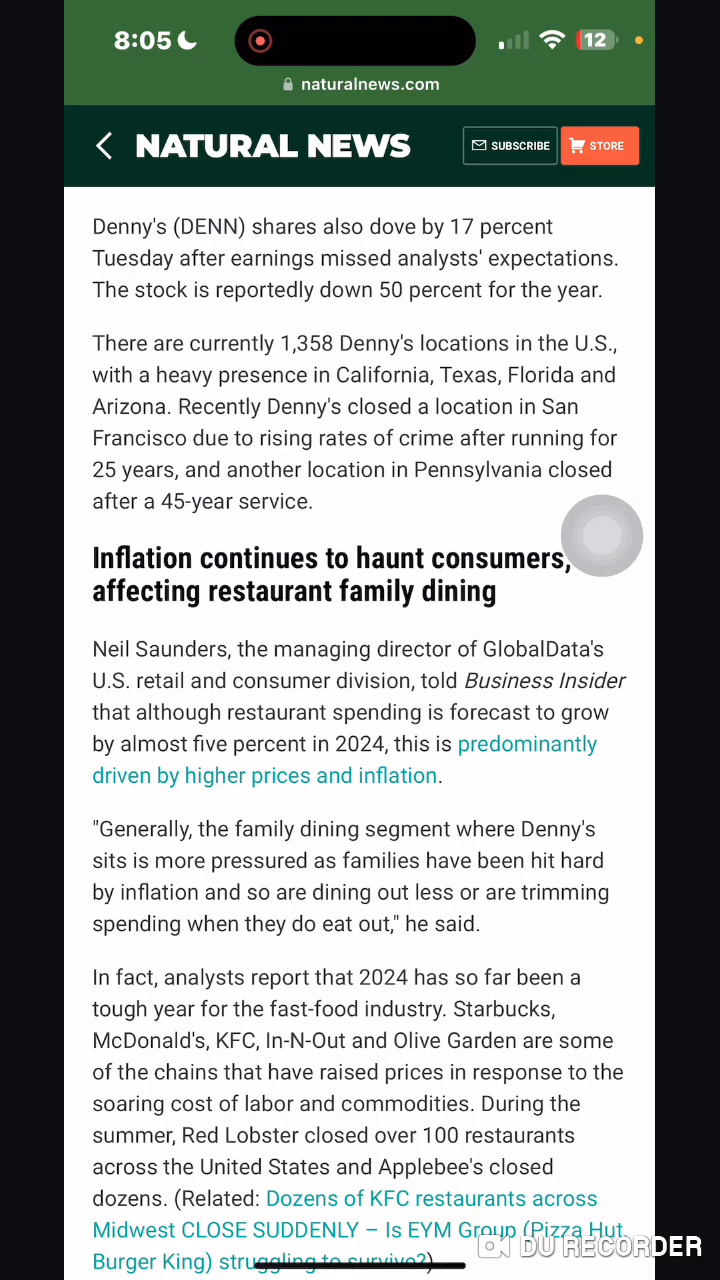 8:05
12
naturalnews.com
NATURAL NEWS
SUBSCRIBE
STORE
Denny's (DENN) shares also dove by 17 percent
Tuesday after earnings missed analysts' expectations.
The stock is reportedly down 50 percent for the year.
There are currently 1,358 Denny's locations in the U.S.,
with a heavy presence in California, Texas, Florida and
Arizona. Recently Denny's closed a location in San
Francisco due to rising rates of crime after running for
25 years, and another location in Pennsylvania closed
after a 45-year service.
Inflation continues to haunt consumers,
affecting restaurant family dining
Neil Saunders, the managing director of GlobalData's
U.S. retail and consumer division, told Business Insider
that although restaurant spending is forecast to grow
by almost five percent in 2024, this is predominantly
driven by higher prices and inflation.
"Generally, the family dining segment where Denny's
sits is more pressured as families have been hit hard
by inflation and so are dining out less or are trimming
spending when they do eat out," he said.
In fact, analysts report that 2024 has so far been a
tough year for the fast-food industry. Starbucks,
McDonald's, KFC, In-N-Out and Olive Garden are some
of the chains that have raised prices in response to the
soaring cost of labor and commodities. During the
summer, Red Lobster closed over 100 restaurants
across the United States and Applebee's closed
dozens. (Related: Dozens of KFC restaurants across
Midwest CLOSE SUDDENLY – Is EYM Group (Pizza Hut,
Burger King) struggling to survive?)
DU RECORDER